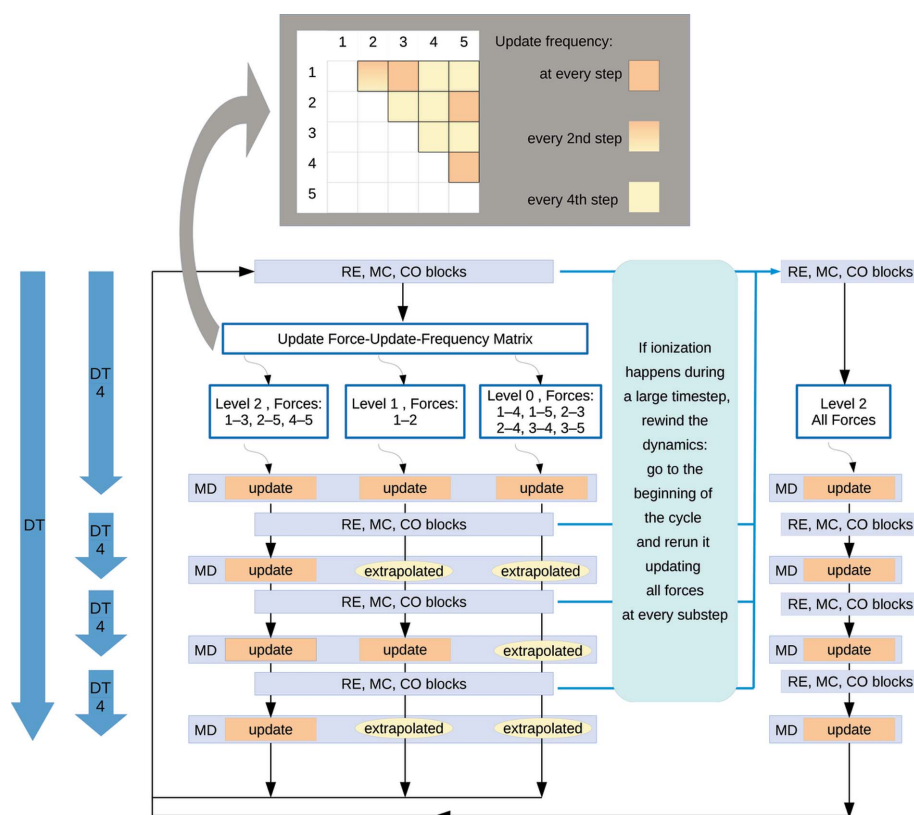 1 2 3 4 5
Update frequency:
1
at every step
2
3
every 2nd step
4
5
every 4th step
RE, MC, CO blocks
RE, MC, CO blocks
Update Force-Update-Frequency Matrix
If ionization
happens during
a large timestep,
rewind the
dynamics:
go to the
beginning of
the cycle
and rerun it
updating
all forces
at every substep
DT
4
Level 2 , Forces:
1–3, 2–5, 4–5
Level 1 , Forces:
1–2
Level 0 , Forces:
1–4, 1–5, 2–3
2–4, 3–4, 3–5
Level 2
All Forces
MD update update update
MD update
DT
DT
4
RE, MC, CO blocks
RE, MC, CO blocks
MD update extrapolated extrapolated
MD update
DT
4
RE, MC, CO blocks
RE, MC, CO blocks
MD update update extrapolated
MD update
DT
4
RE, MC, CO blocks
RE, MC, CO blocks
MD update extrapolated extrapolated
MD update